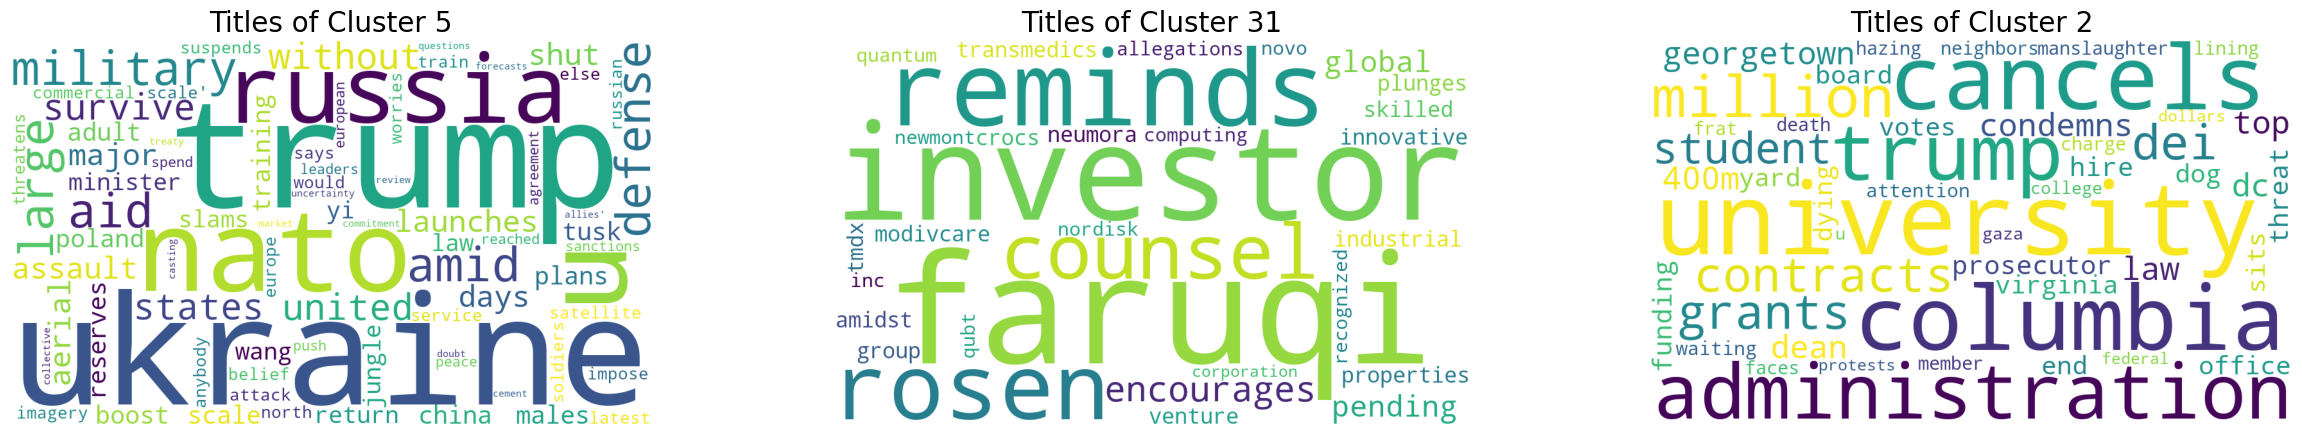 Titles of Cluster 5
suspends without questions train forecasts shut else
military russia defense
commercial scale' survive european worries russian
threatens large adult major spend treaty trump training says leaders would uncertainty review agreement
minister aid slams yi launches allies' tusk
poland nato market commitment law reached sanctions
assault casting europe amid plans u
aerial reserves states united days service satellite
collective ukraine anybody wang push jungle doubt peace soldiers
belief attack cement impose
imagery boost scale north return china males latest
Titles of Cluster 31
quantum transmedics allegations novo
reminds global plunges skilled
newmont crocs neumora computing innovative
investor
tmdx modivcare nordisk industrial
counsel
inc faruqi recognized
amidst group qubt
rosen corporation properties
encourages venture pending
Titles of Cluster 2
georgetown hazing neighbors manslaughter lining
million board cancels
frat death votes condemns dollars top
student trump charge dei hire threat
400m yard attention college dog dc
university dying u gaza
contracts prosecutor law sits
funding grants virginia columbia
waiting dean member end federal office
faces protests
administration